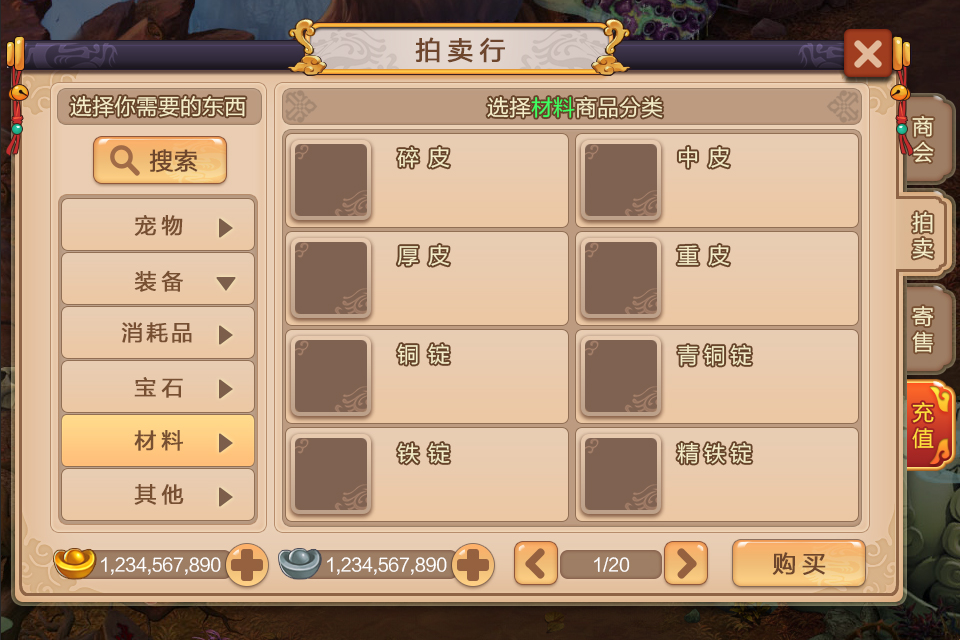 拍卖行
选择你需要的东西
搜索
宠物
装备
消耗品
宝石
材料
其他
选择材料商品分类
碎皮
中皮
厚皮
重皮
铜锭
青铜锭
铁锭
精铁锭
商会
拍卖
寄售
充值
1,234,567,890
1,234,567,890
1/20
购买